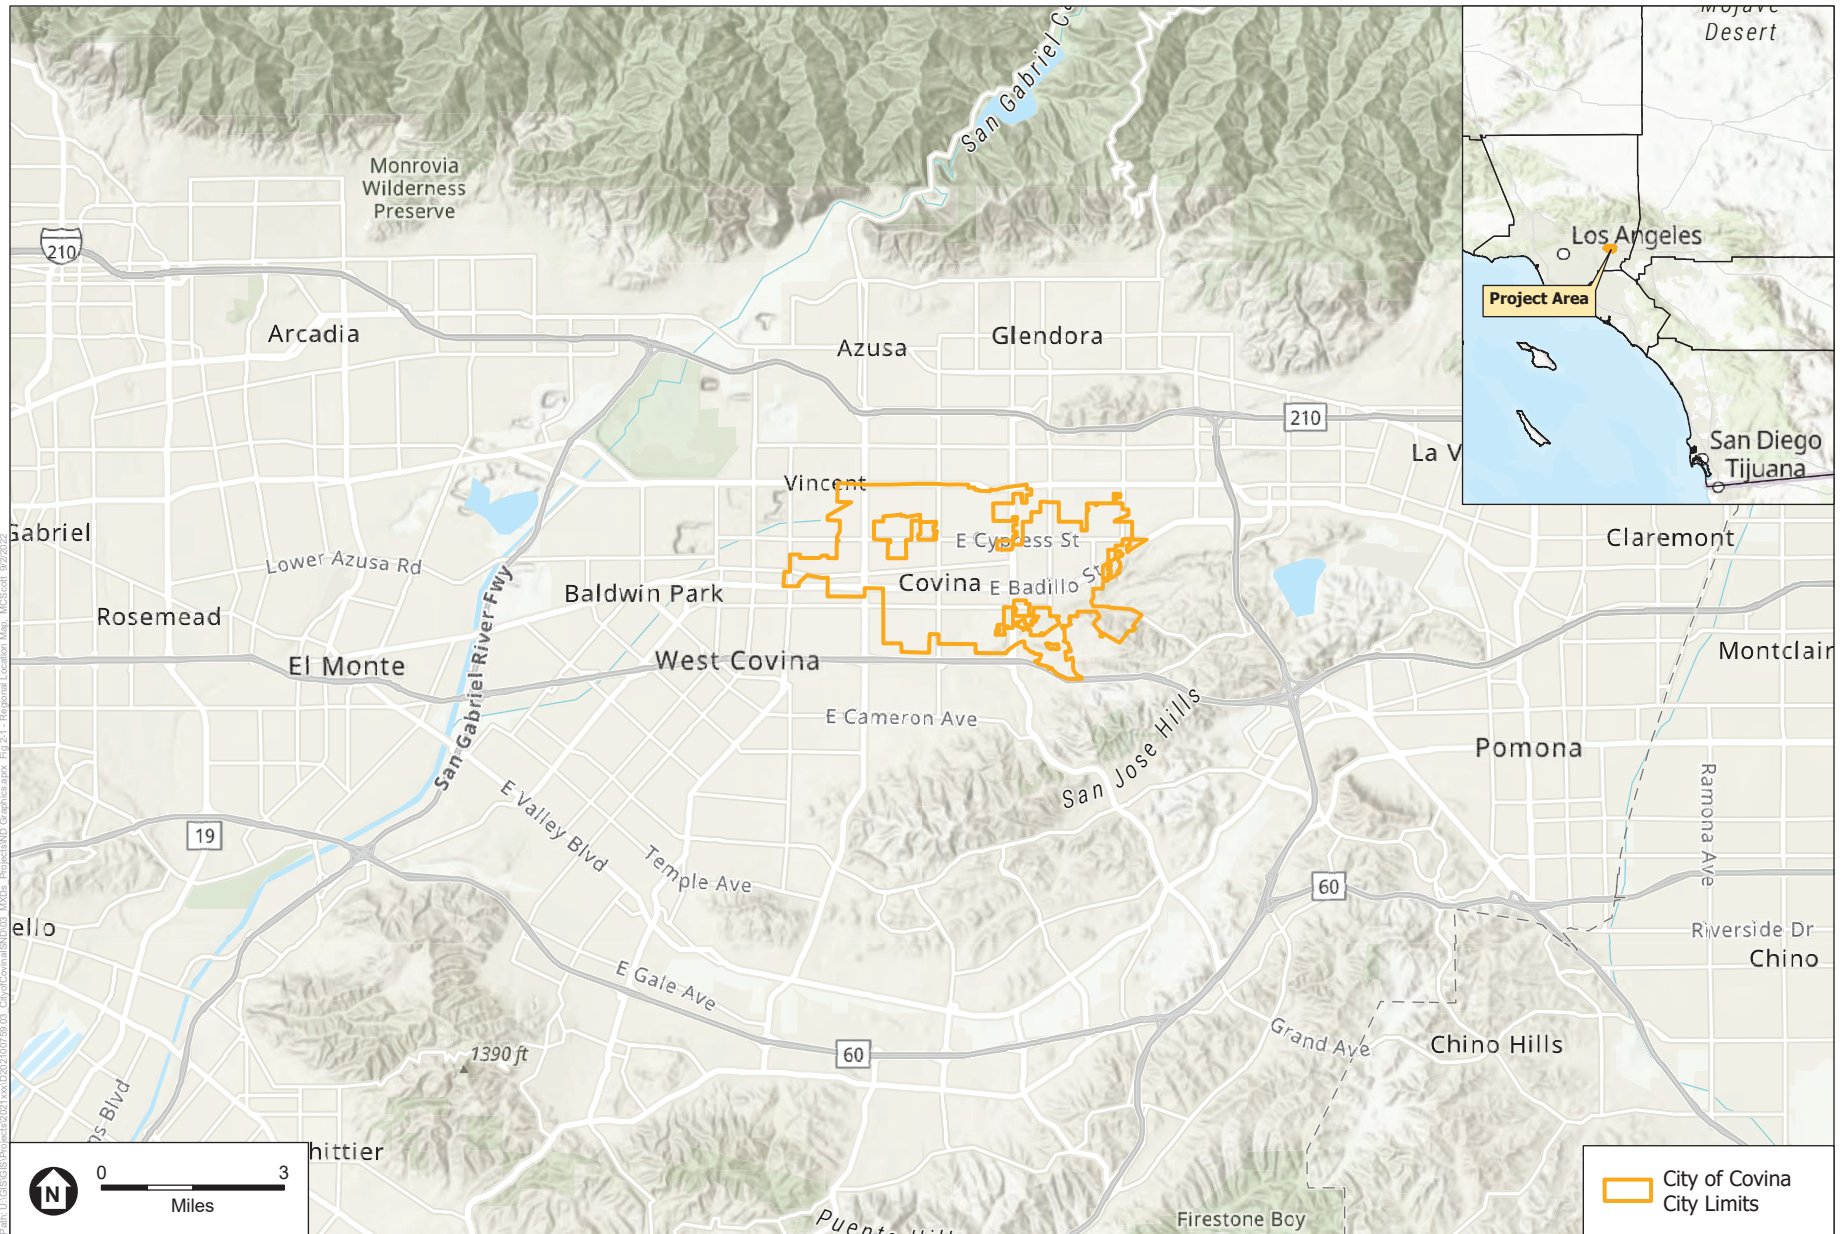 Mojave
Desert
San Gabriel
Monrovia
Wilderness
Preserve
210
Los Angeles
Project Area
Arcadia
Azusa
Glendora
210
La V
San Diego
Tijuana
Vincent
Gabriel
Lower Azusa Rd
E Cypress St
Claremont
Baldwin Park
Covina
E Badillo St
Rosemead
San Gabriel River Fwy
El Monte
West Covina
Montclair
E Cameron Ave
San Jose Hills
Pomona
E Valley Blvd
Ramona Ave
19
Temple Ave
60
ello
Riverside Dr
Chino
E Gale Ave
Grand Ave
Chino Hills
1390 ft
60
ns Blvd
hittier
N
0 3
Miles
City of Covina
City Limits
Firestone Boy